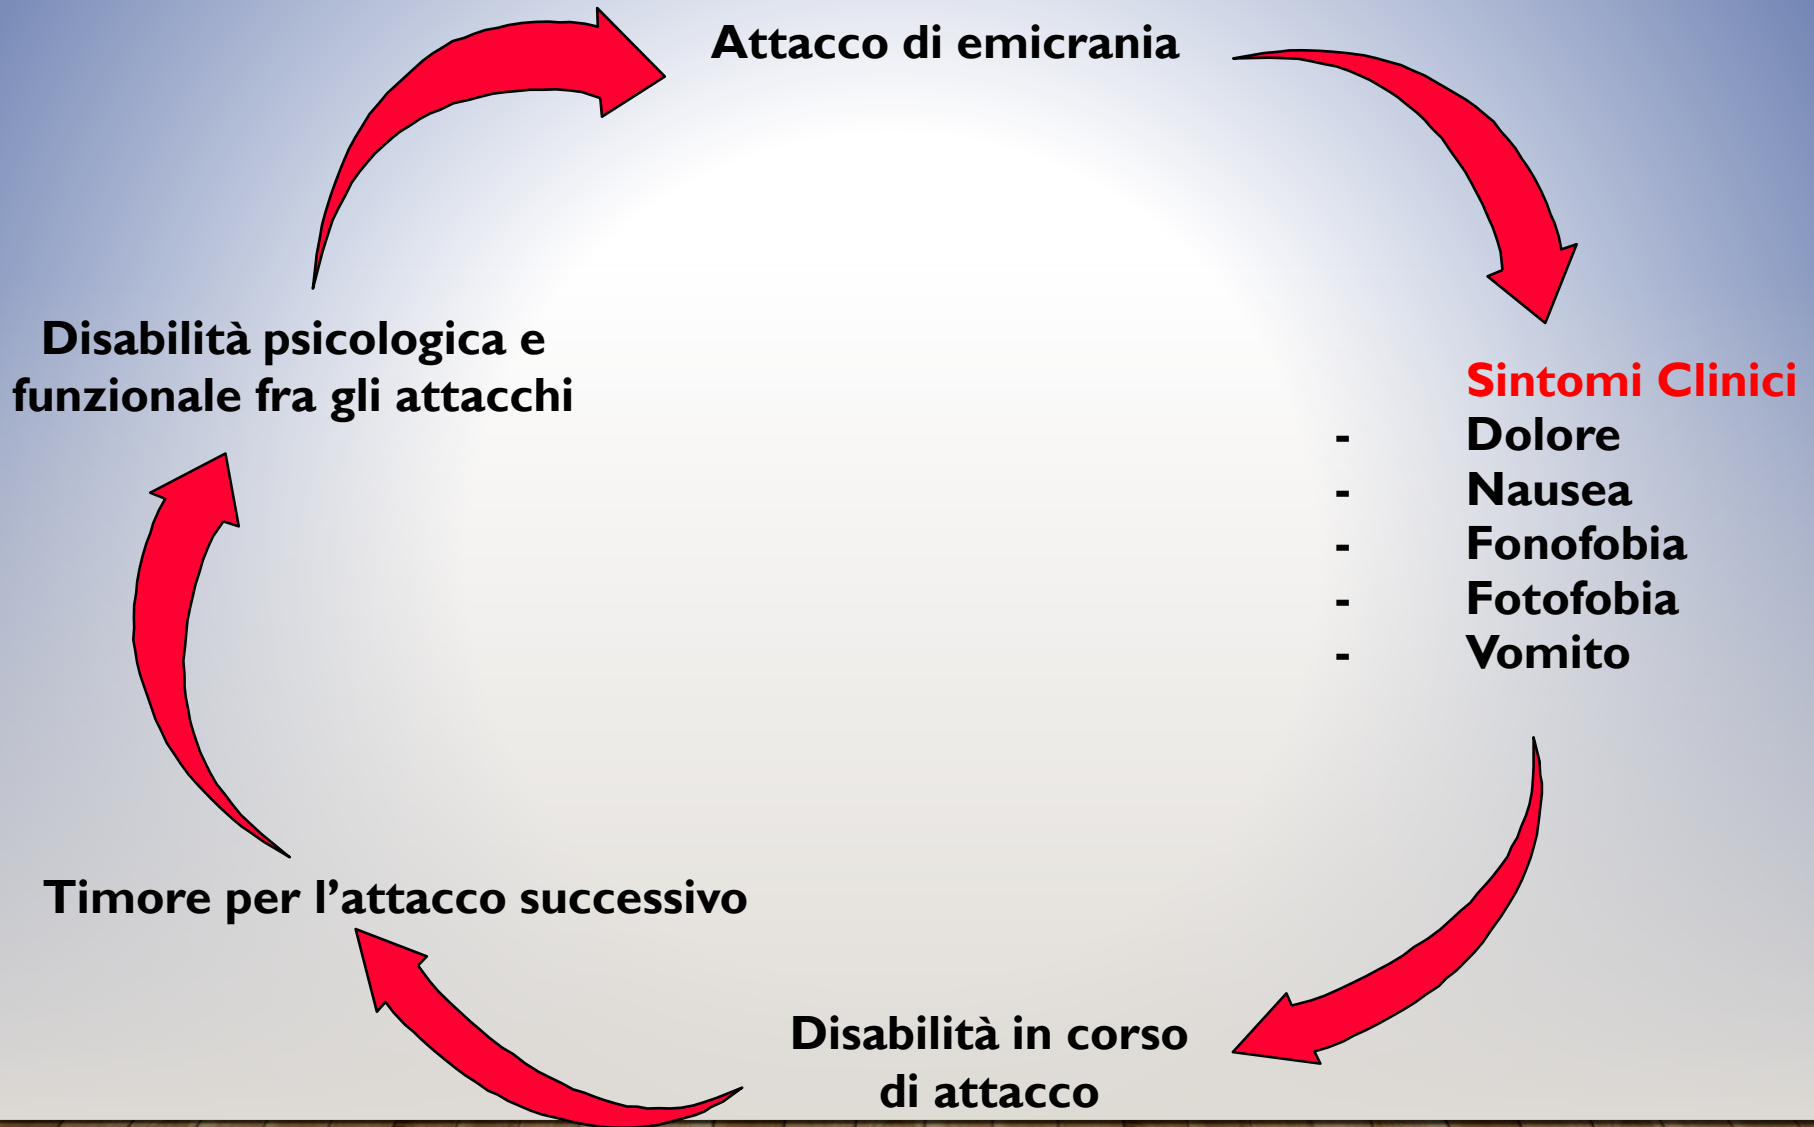 Attacco di emicrania
Sintomi Clinici
- Dolore
- Nausea
- Fonofobia
- Fotofobia
- Vomito
Disabilità in corso
di attacco
Timore per l’attacco successivo
Disabilità psicologica e
funzionale fra gli attacchi